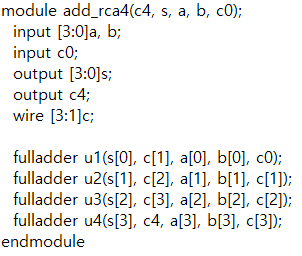 module add_rca4(c4, s, a, b, c0);
input [3:0]a, b;
input c0;
output [3:0]s;
output c4;
wire [3:1]c;
fulladder u1(s[0], c[1], a[0], b[0], c0);
fulladder u2(s[1], c[2], a[1], b[1], c[1]);
fulladder u3(s[2], c[3], a[2], b[2], c[2]);
fulladder u4(s[3], c4, a[3], b[3], c[3]);
endmodule